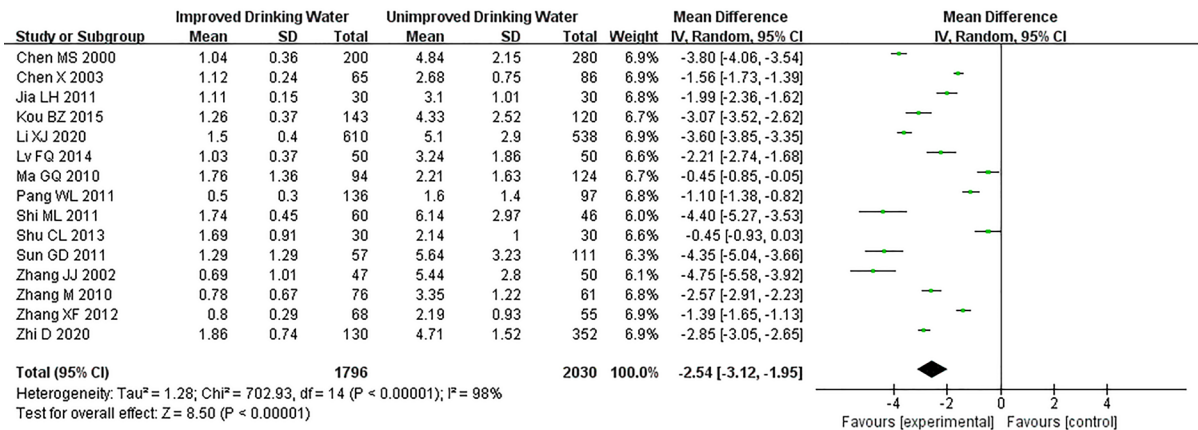 Improved Drinking Water Unimproved Drinking Water Mean Difference Mean Difference
Study or Subgroup Mean SD Total Mean SD Total Weight IV, Random, 95% CI IV, Random, 95% CI
Chen MS 2000 1.04 0.36 200 4.84 2.15 280 6.9% -3.80 [-4.06, -3.54]
Chen X 2003 1.12 0.24 65 2.68 0.75 86 6.9% -1.56 [-1.73, -1.39]
Jia LH 2011 1.11 0.15 30 3.1 1.01 30 6.8% -1.99 [-2.36, -1.62]
Kou BZ 2015 1.26 0.37 143 4.33 2.52 120 6.7% -3.07 [-3.52, -2.62]
Li XJ 2020 1.5 0.4 610 5.1 2.9 538 6.9% -3.60 [-3.85, -3.35]
Lv FQ 2014 1.03 0.37 50 3.24 1.86 50 6.6% -2.21 [-2.74, -1.68]
Ma GQ 2010 1.76 1.36 94 2.21 1.63 124 6.8% -0.45 [-0.85, -0.05]
Pang WL 2011 0.5 0.3 136 1.6 1.4 97 6.8% -1.10 [-1.38, -0.82]
Shi ML 2011 1.74 0.45 60 6.14 2.97 46 6.0% -4.40 [-5.27, -3.53]
Shu CL 2013 1.69 0.91 30 2.14 1 30 6.6% -0.45 [-0.93, 0.03]
Sun GD 2011 1.29 1.29 57 5.64 3.23 111 6.3% -4.35 [-5.04, -3.66]
Zhang JJ 2002 0.69 1.01 47 5.44 2.8 50 6.1% -4.75 [-5.58, -3.92]
Zhang M 2010 0.78 0.67 76 3.35 1.22 61 6.8% -2.57 [-2.91, -2.23]
Zhang XF 2012 0.8 0.29 68 2.19 0.93 55 6.9% -1.39 [-1.65, -1.13]
Zhi D 2020 1.86 0.74 130 4.71 1.52 352 6.9% -2.85 [-3.05, -2.65]
Total (95% CI) 1796 2030 100.0% -2.54 [-3.12, -1.95]
Heterogeneity: Tau² = 1.28; Chi² = 702.93, df = 14 (P < 0.00001); I² = 98%
Test for overall effect: Z = 8.50 (P < 0.00001)
-4 -2 0 2 4
Favours [experimental] Favours [control]